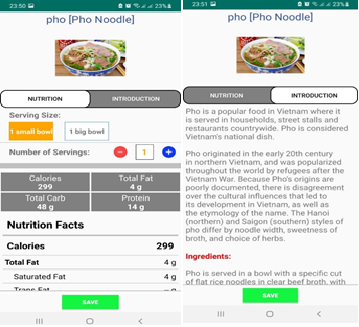 23:50
23%
pho [Pho Noodle]
NUTRITION
INTRODUCTION
Serving Size:
1 small bowl
1 big bowl
Number of Servings:
1
Calories
299
Total Fat
4 g
Total Carb
48 g
Protein
14 g
Nutrition Facts
Calories 299
Total Fat 4 g
Saturated Fat 4 g
Trans Fat
SAVE
23:51
23%
pho [Pho Noodle]
NUTRITION
INTRODUCTION
Pho is a popular food in Vietnam where it
is served in households, street stalls and
restaurants countrywide. Pho is considered
Vietnam's national dish.
Pho originated in the early 20th century
in northern Vietnam, and was popularized
throughout the world by refugees after the
Vietnam War. Because Pho's origins are
poorly documented, there is disagreement
over the cultural influences that led to
its development in Vietnam, as well as
the etymology of the name. The Hanoi
(northern) and Saigon (southern) styles of
pho differ by noodle width, sweetness of
broth, and choice of herbs.
Ingredients:
Pho is served in a bowl with a specific cut
of flat rice noodles in clear beef broth, with
SAVE